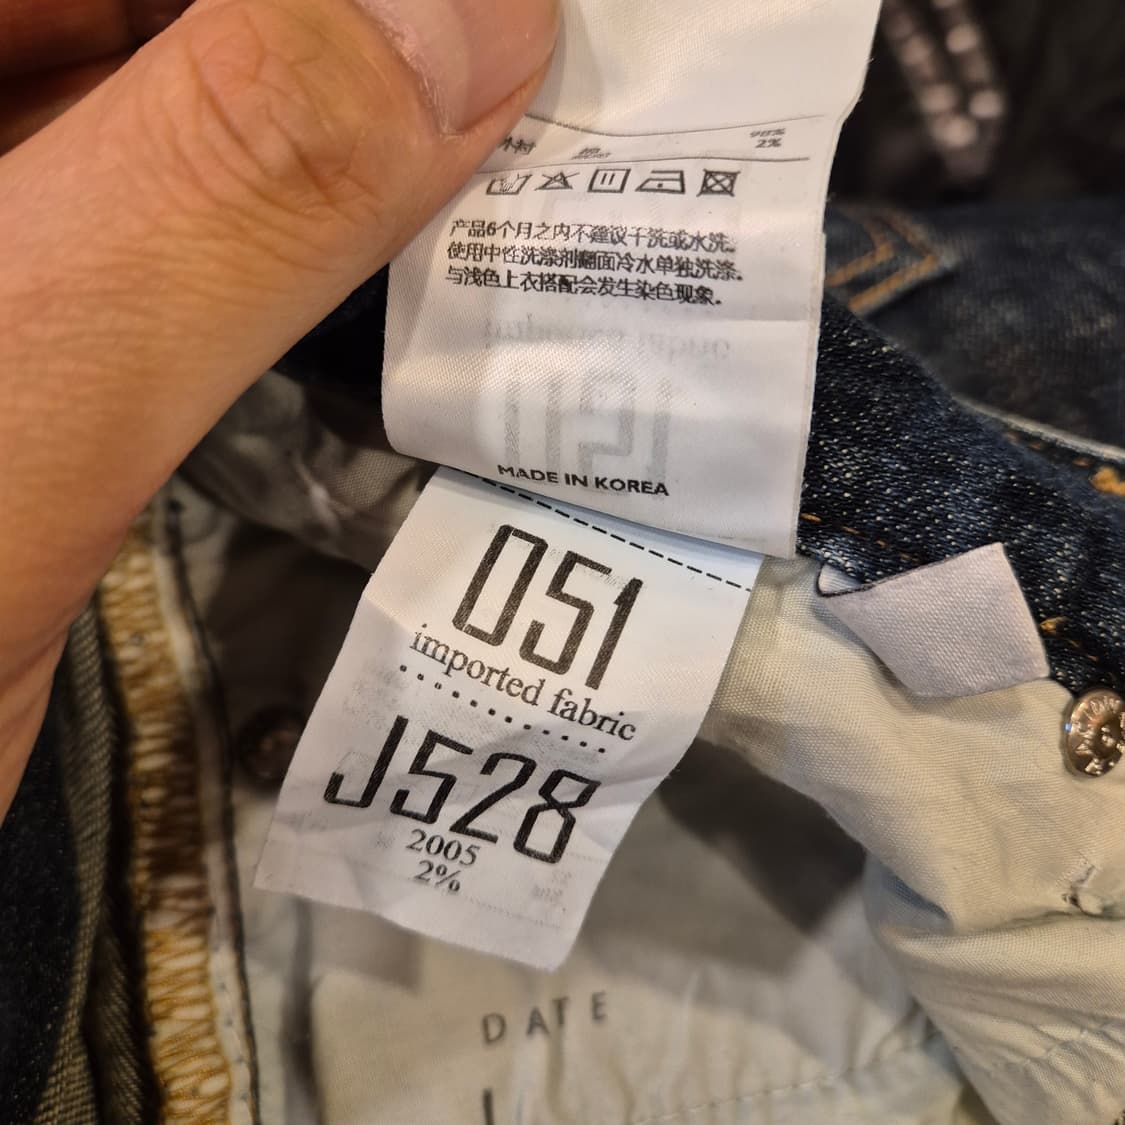 98%
2%
产品6个月之内不建议干洗或水洗。
使用中性洗涤剂翻面冷水单独洗涤.
与浅色上衣搭配会发生染色现象.
MADE IN KOREA
051
imported fabric
J528
2005
2%
DATE